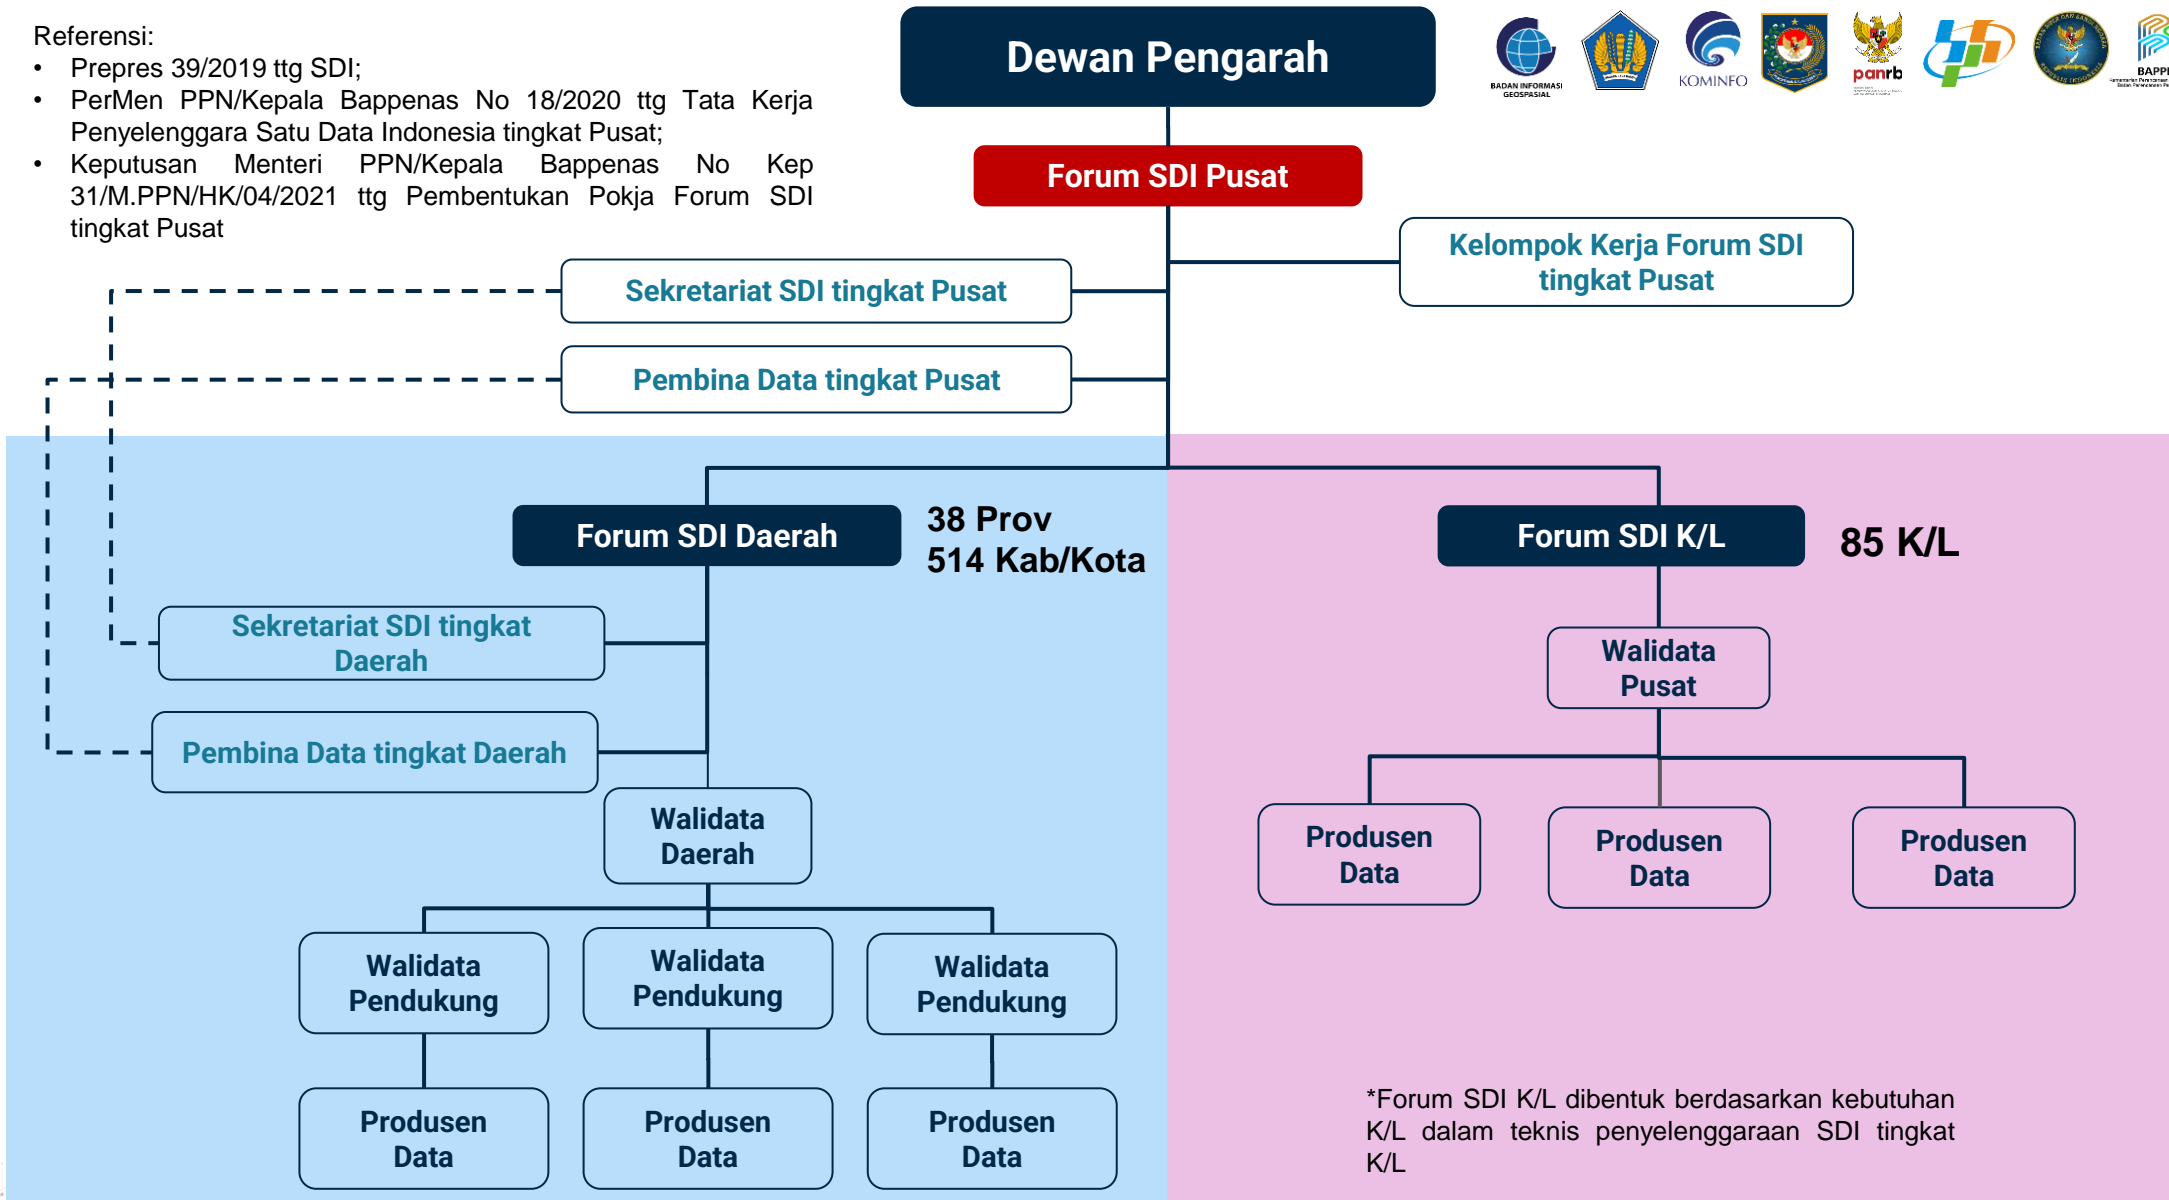 Referensi:
• Prepres 39/2019 ttg SDI;
• PerMen PPN/Kepala Bappenas No 18/2020 ttg Tata Kerja
Penyelenggara Satu Data Indonesia tingkat Pusat;
• Keputusan Menteri PPN/Kepala Bappenas No Kep
31/M.PPN/HK/04/2021 ttg Pembentukan Pokja Forum SDI
tingkat Pusat
Dewan Pengarah
BADAN INFORMASI
GEOSPASIAL
KOMINFO
panrb
Forum SDI Pusat
Kelompok Kerja Forum SDI
tingkat Pusat
Sekretariat SDI tingkat Pusat
Pembina Data tingkat Pusat
Forum SDI Daerah
38 Prov
514 Kab/Kota
Forum SDI K/L
85 K/L
Sekretariat SDI tingkat
Daerah
Pembina Data tingkat Daerah
Walidata
Daerah
Walidata
Pendukung
Walidata
Pendukung
Walidata
Pendukung
Produsen
Data
Produsen
Data
Produsen
Data
Walidata
Pusat
Produsen
Data
Produsen
Data
Produsen
Data
*Forum SDI K/L dibentuk berdasarkan kebutuhan
K/L dalam teknis penyelenggaraan SDI tingkat
K/L